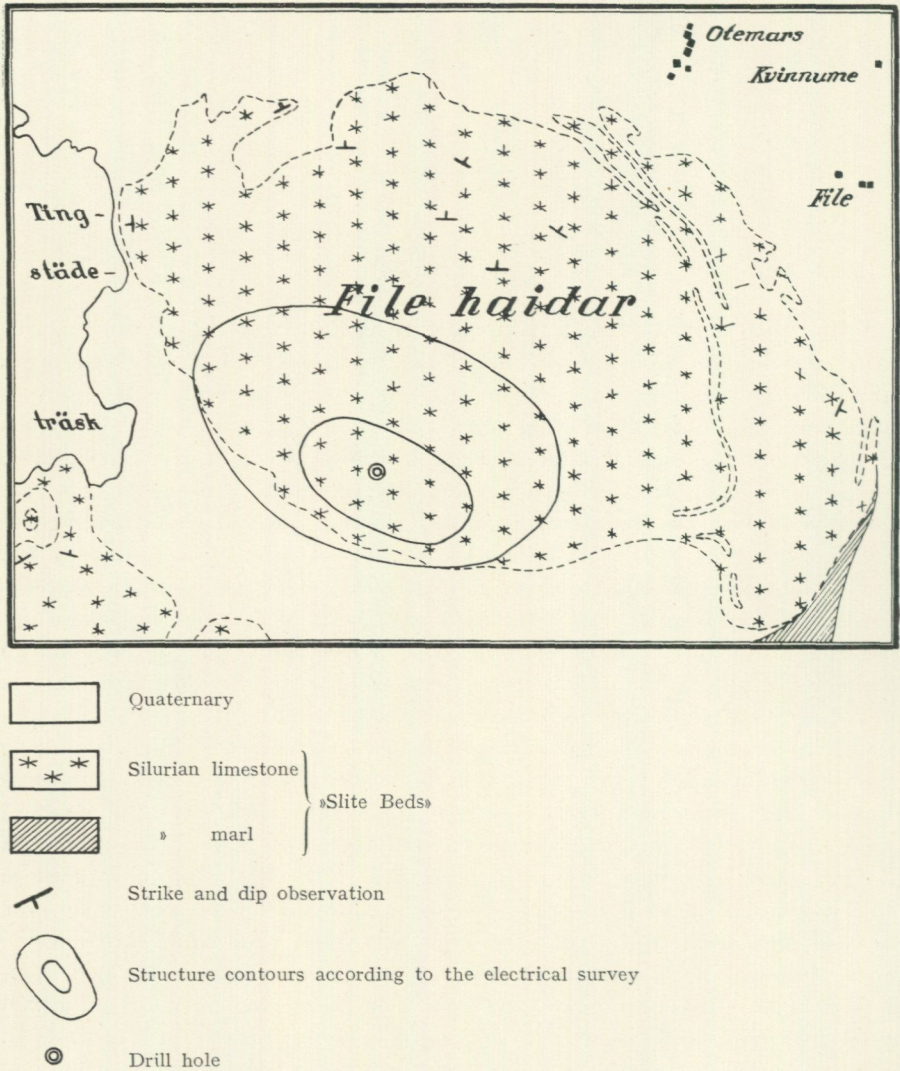 Otemars
Kvinnume
File
Ting-
städe-
träsk
File haidar
Quaternary
Silurian limestone
» marl
»Slite Beds»
Strike and dip observation
Structure contours according to the electrical survey
Drill hole